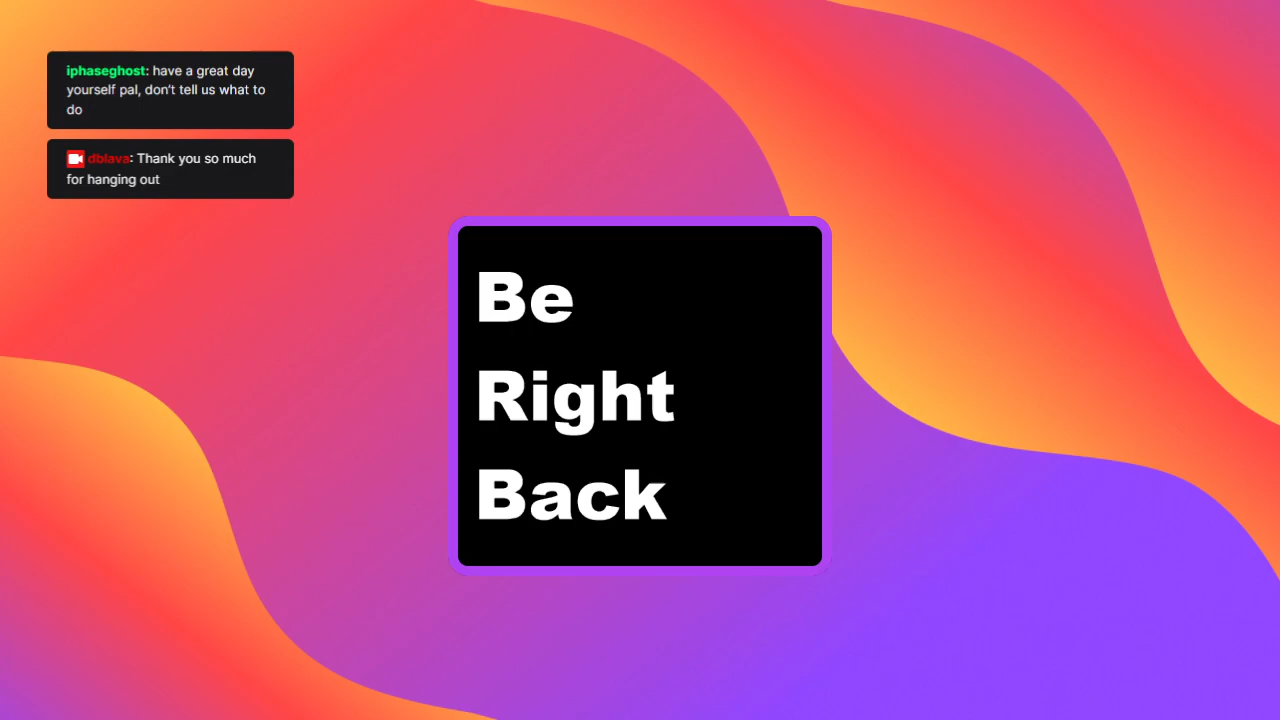 iphaseghost: have a great day
yourself pal, don't tell us what to
do
dblava: Thank you so much
for hanging out
Be
Right
Back